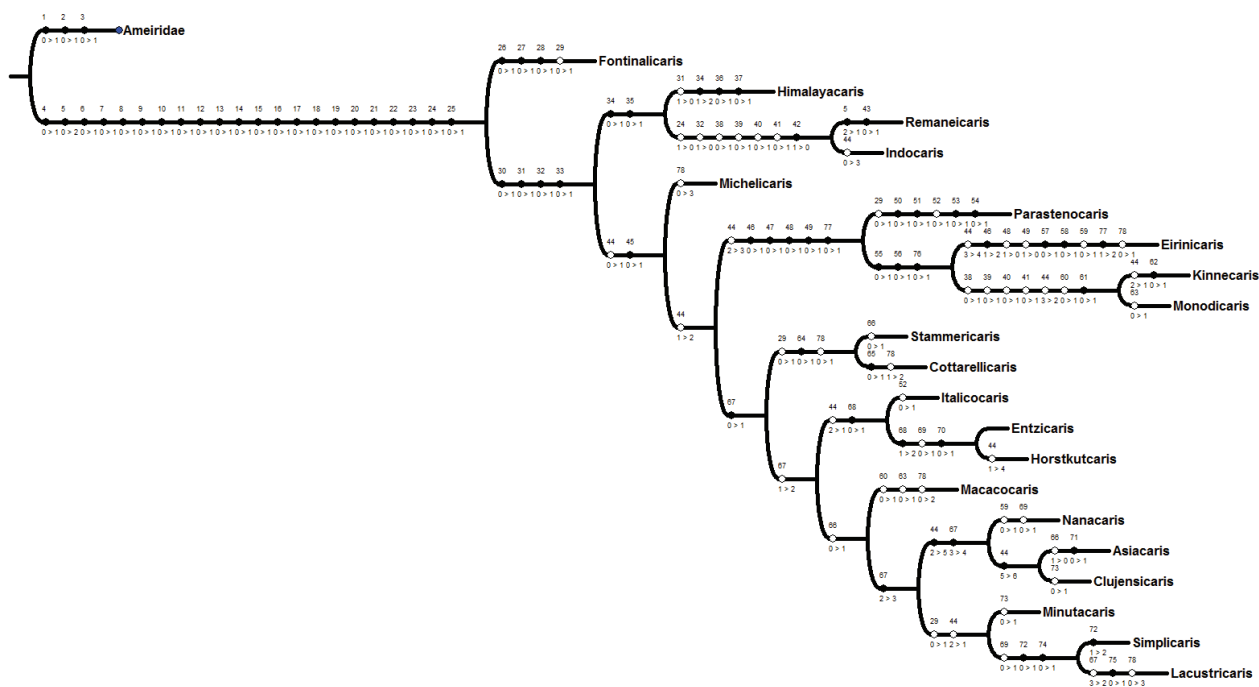 1 2 3
Ameiridae
0 > 1 0 > 1 0 > 1
26 27 28 29
Fontinalicaris
0 > 1 0 > 1 0 > 1 0 > 1
31 34 36 37
Himalayacaris
1 > 0 1 > 2 0 > 1 0 > 1
34 35
0 > 1 0 > 1
4 5 6 7 8 9 10 11 12 13 14 15 16 17 18 19 20 21 22 23 24 25
0 > 1 0 > 2 0 > 1 0 > 1 0 > 1 0 > 1 0 > 1 0 > 1 0 > 1 0 > 1 0 > 1 0 > 1 0 > 1 0 > 1 0 > 1 0 > 1 0 > 1 0 > 1 0 > 1 0 > 1 0 > 1 0 > 1
5 43
Remaneicaris
2 > 1 0 > 1
24 32 38 39 40 41 42
1 > 0 1 > 0 0 > 1 0 > 1 0 > 1 0 > 1 1 > 0
44
Indocaris
0 > 3
30 31 32 33
0 > 1 0 > 1 0 > 1 0 > 1
78
Michelicaris
0 > 3
29 50 51 52 53 54
Parastenocaris
0 > 1 0 > 1 0 > 1 0 > 1 0 > 1 0 > 1
44 46 47 48 49 77
2 > 3 0 > 1 0 > 1 0 > 1 0 > 1 0 > 1
44 45
0 > 1 0 > 1
44 46 48 49 57 58 59 77 78
Eirinicaris
3 > 4 1 > 2 1 > 0 1 > 0 0 > 1 0 > 1 0 > 1 1 > 2 0 > 1
55 56 76
0 > 1 0 > 1 0 > 1
44 62
Kinnecaris
2 > 1 0 > 1
38 39 40 41 44 60 61
0 > 1 0 > 1 0 > 1 0 > 1 3 > 2 0 > 1 0 > 1
63
Monodicaris
0 > 1
44
1 > 2
66
Stammericaris
0 > 1
29 64 78
0 > 1 0 > 1 0 > 1
65 78
Cottarellicaris
0 > 1 1 > 2
52
Italicocaris
0 > 1
67
0 > 1
44 68
2 > 1 0 > 1
Entzicaris
68 69 70
1 > 2 0 > 1 0 > 1
44
Horstkutcaris
1 > 4
67
1 > 2
60 63 78
Macacocaris
0 > 1 0 > 1 0 > 2
59 69
Nanacaris
0 > 1 0 > 1
66
0 > 1
44 67
2 > 5 3 > 4
66 71
Asiacaris
1 > 0 0 > 1
44
5 > 6
73
Clujensicaris
0 > 1
67
2 > 3
73
Minutacaris
0 > 1
29 44
0 > 1 2 > 1
72
Simplicaris
1 > 2
69 72 74
0 > 1 0 > 1 0 > 1
67 75 78
Lacustricaris
3 > 2 0 > 1 0 > 3